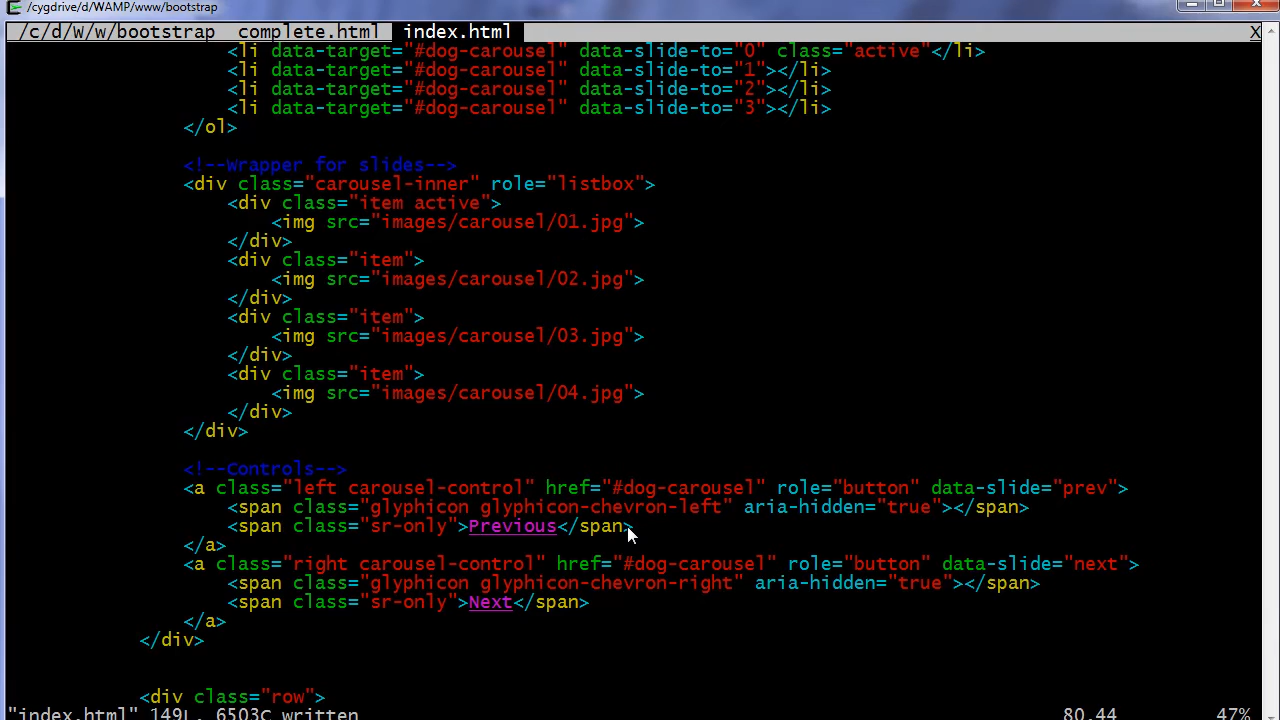 /cygdrive/d/WAMP/www/bootstrap
/c/d/W/w/bootstrap complete.html index.html X
<li data-target="#dog-carousel" data-slide-to="0" class="active"</li>
<li data-target="#dog-carousel" data-slide-to="1"></li>
<li data-target="#dog-carousel" data-slide-to="2"></li>
<li data-target="#dog-carousel" data-slide-to="3"></li>
</ol>
<!--Wrapper for slides-->
<div class="carousel-inner" role="listbox">
<div class="item active">
<img src="images/carousel/01.jpg">
</div>
<div class="item">
<img src="images/carousel/02.jpg">
</div>
<div class="item">
<img src="images/carousel/03.jpg">
</div>
<div class="item">
<img src="images/carousel/04.jpg">
</div>
</div>
<!--Controls-->
<a class="left carousel-control" href="#dog-carousel" role="button" data-slide="prev">
<span class="glyphicon glyphicon-chevron-left" aria-hidden="true"></span>
<span class="sr-only">Previous</span>
</a>
<a class="right carousel-control" href="#dog-carousel" role="button" data-slide="next">
<span class="glyphicon glyphicon-chevron-right" aria-hidden="true"></span>
<span class="sr-only">Next</span>
</a>
</div>
<div class="row">
"index.html" 149L, 6503C written 80,44 47%